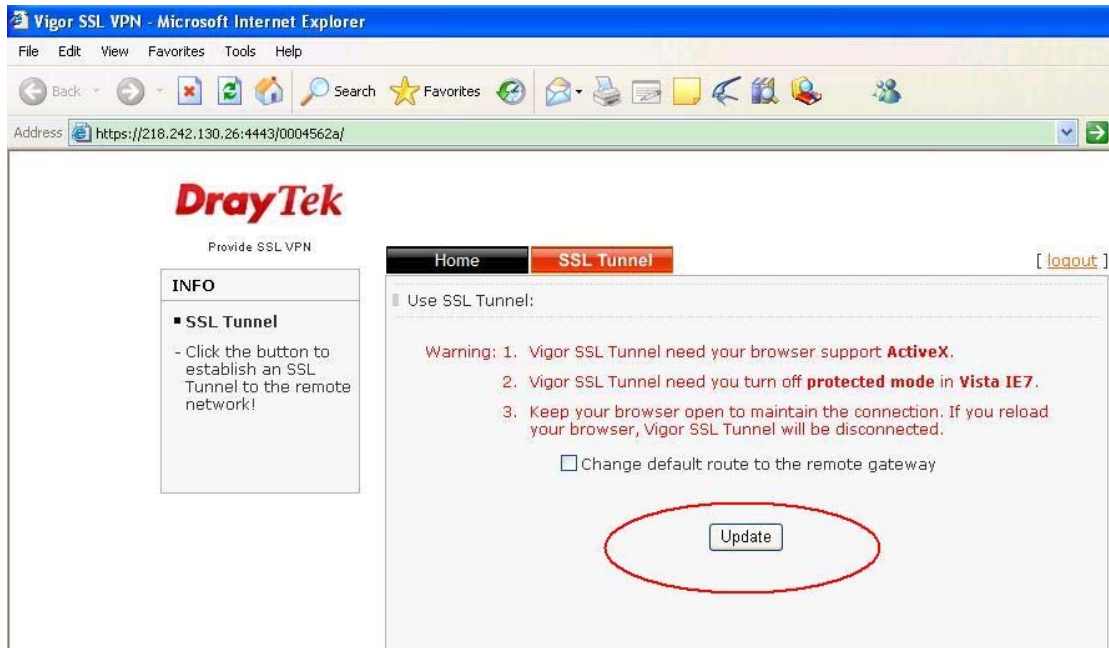 Vigor SSL VPN - Microsoft Internet Explorer
File Edit View Favorites Tools Help
Back Search Favorites
Address https://218.242.130.26:4443/0004562a/
DrayTek
Provide SSL VPN
Home SSL Tunnel [ logout ]
INFO
SSL Tunnel
- Click the button to
establish an SSL
Tunnel to the remote
network!
Use SSL Tunnel:
Warning: 1. Vigor SSL Tunnel need your browser support ActiveX.
2. Vigor SSL Tunnel need you turn off protected mode in Vista IE7.
3. Keep your browser open to maintain the connection. If you reload
your browser, Vigor SSL Tunnel will be disconnected.
Change default route to the remote gateway
Update